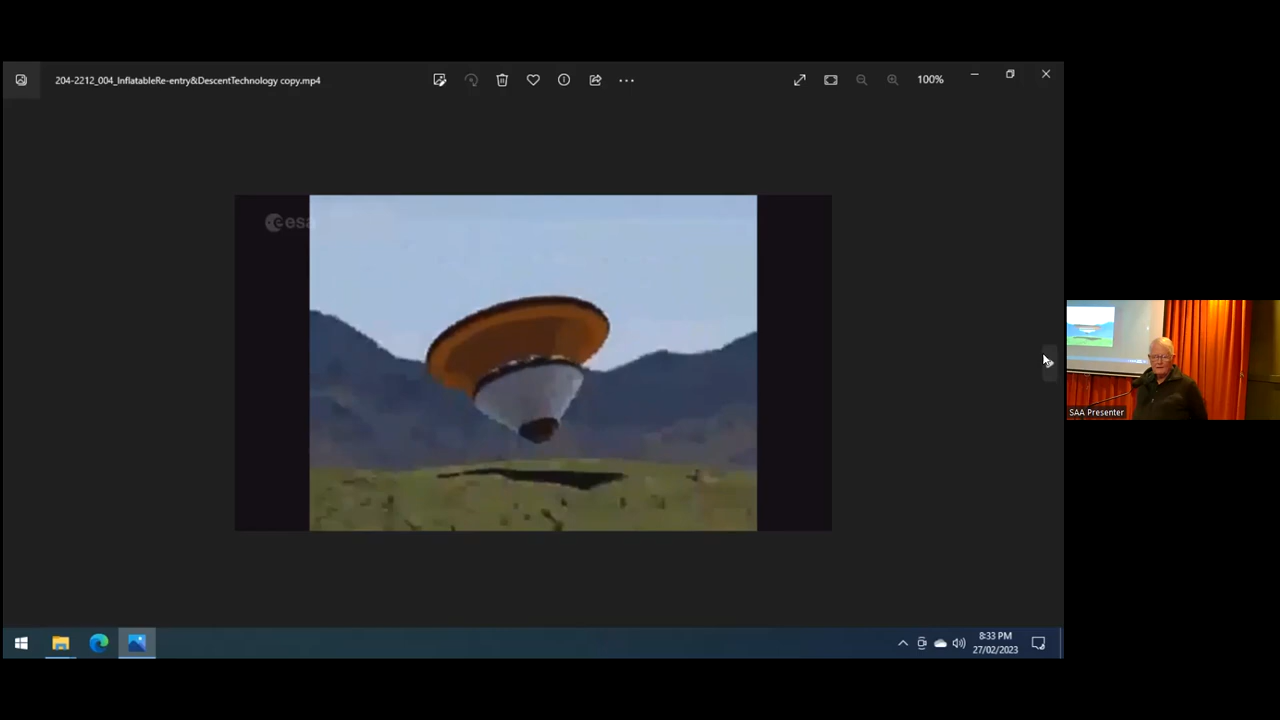 204-2212_004_InflatableRe-entry&DescentTechnology copy.mp4
100%
esa
SAA Presenter
8:33 PM
27/02/2023